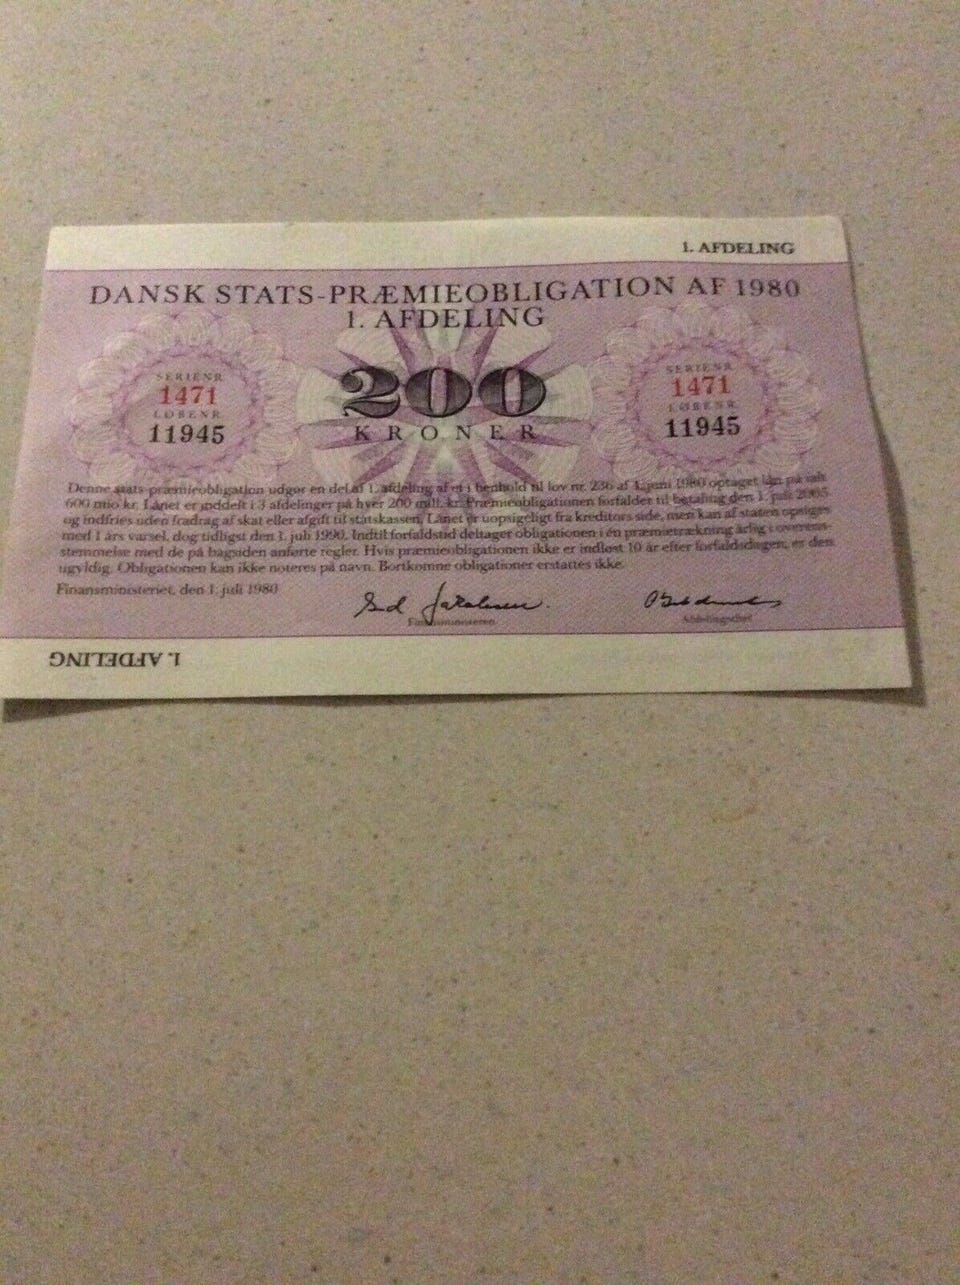 1. AFDELING
DANSK STATS-PRÆMIEOBLIGATION AF 1980
1. AFDELING
SERIENR.
1471
LØBENR.
11945
200
KRONER
SERIENR.
1471
LØBENR.
11945
Denne stats-præmieobligation udgør en del af 1. afdeling af et i henhold til lov nr. 236 af 4. juni 1980 optaget lån på ialt
600 mio kr. Lånet er inddelt i 3 afdelinger på hver 200 mill. kr. Præmieobligationen forfalder til betaling den 1. juli 2005
og indfries uden fradrag af skat eller afgift til statskassen. Lånet er uopsigeligt fra kreditors side, men kan af staten opsiges
med 1 års varsel, dog tidligst den 1. juli 1990. Indtil forfaldstid deltager obligationen i én præmietrækning årlig i overens-
stemmelse med de på bagsiden anførte regler. Hvis præmieobligationen ikke er indløst 10 år efter forfaldsdagen, er den
ugyldig. Obligationen kan ikke noteres på navn. Bortkomne obligationer erstattes ikke.
Finansministeriet, den 1. juli 1980
Finansministeren
Afdelingschef
1. AFDELING